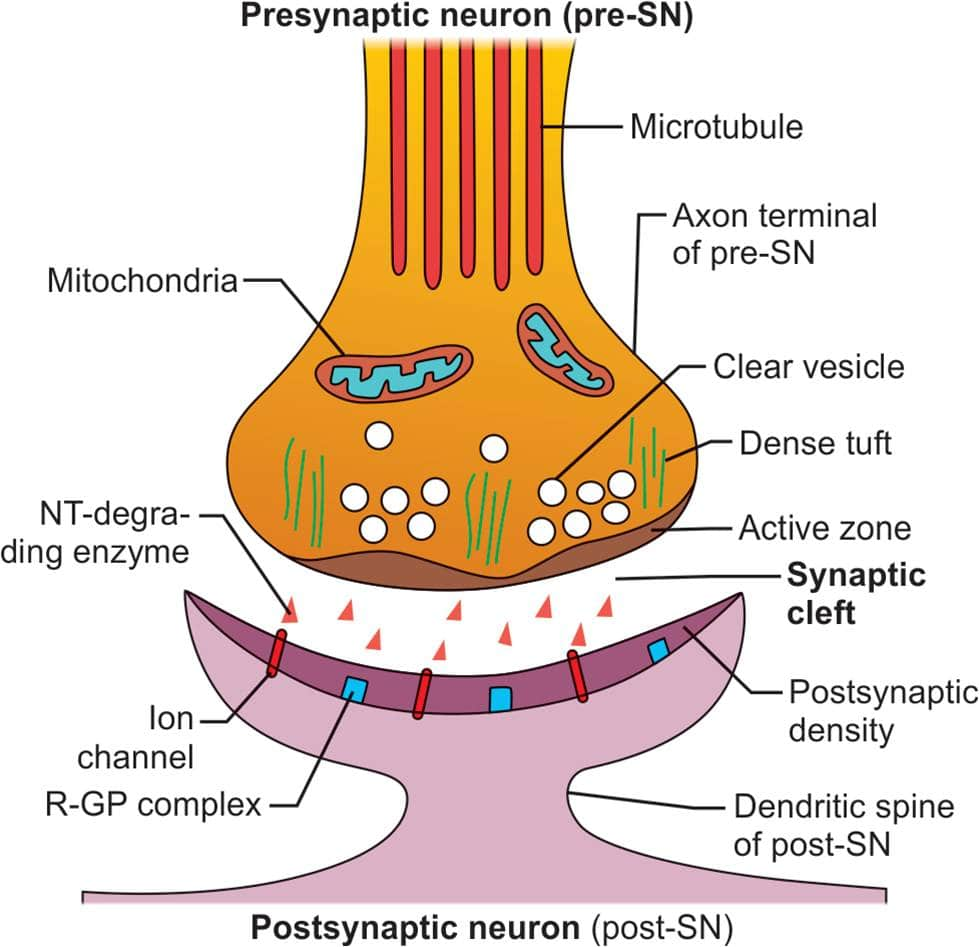 Presynaptic neuron (pre-SN)
Microtubule
Axon terminal
of pre-SN
Mitochondria
Clear vesicle
Dense tuft
NT-degra-
ding enzyme
Active zone
Synaptic
cleft
Postsynaptic
density
Ion
channel
R-GP complex
Dendritic spine
of post-SN
Postsynaptic neuron (post-SN)